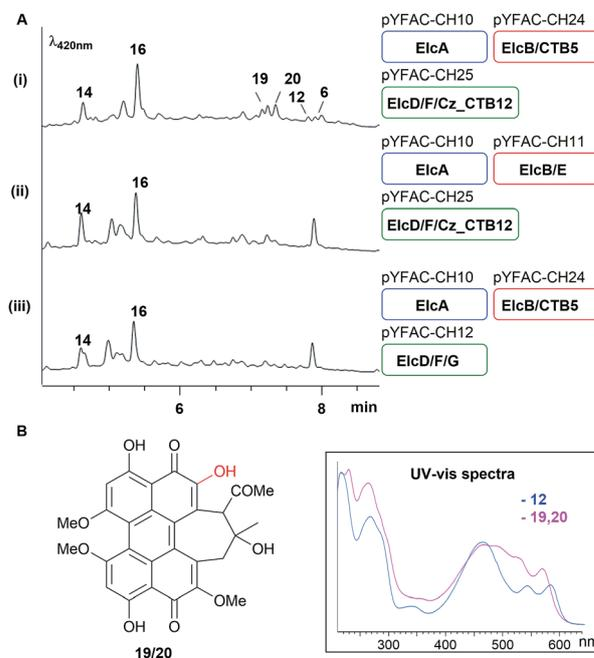 A
λ420nm
pYFAC-CH10 pYFAC-CH24
ElcA ElcB/CTB5
pYFAC-CH25
ElcD/F/Cz_CTB12
(i)
14
16
19 20
12 6
pYFAC-CH10 pYFAC-CH11
ElcA ElcB/E
pYFAC-CH25
ElcD/F/Cz_CTB12
(ii)
14
16
pYFAC-CH10 pYFAC-CH24
ElcA ElcB/CTB5
pYFAC-CH12
ElcD/F/G
(iii)
14
16
6 8 min
B
OH O
OH
COMe
MeO
MeO
OH
OMe
OH O
19/20
UV-vis spectra
- 12
- 19,20
300 400 500 600 nm